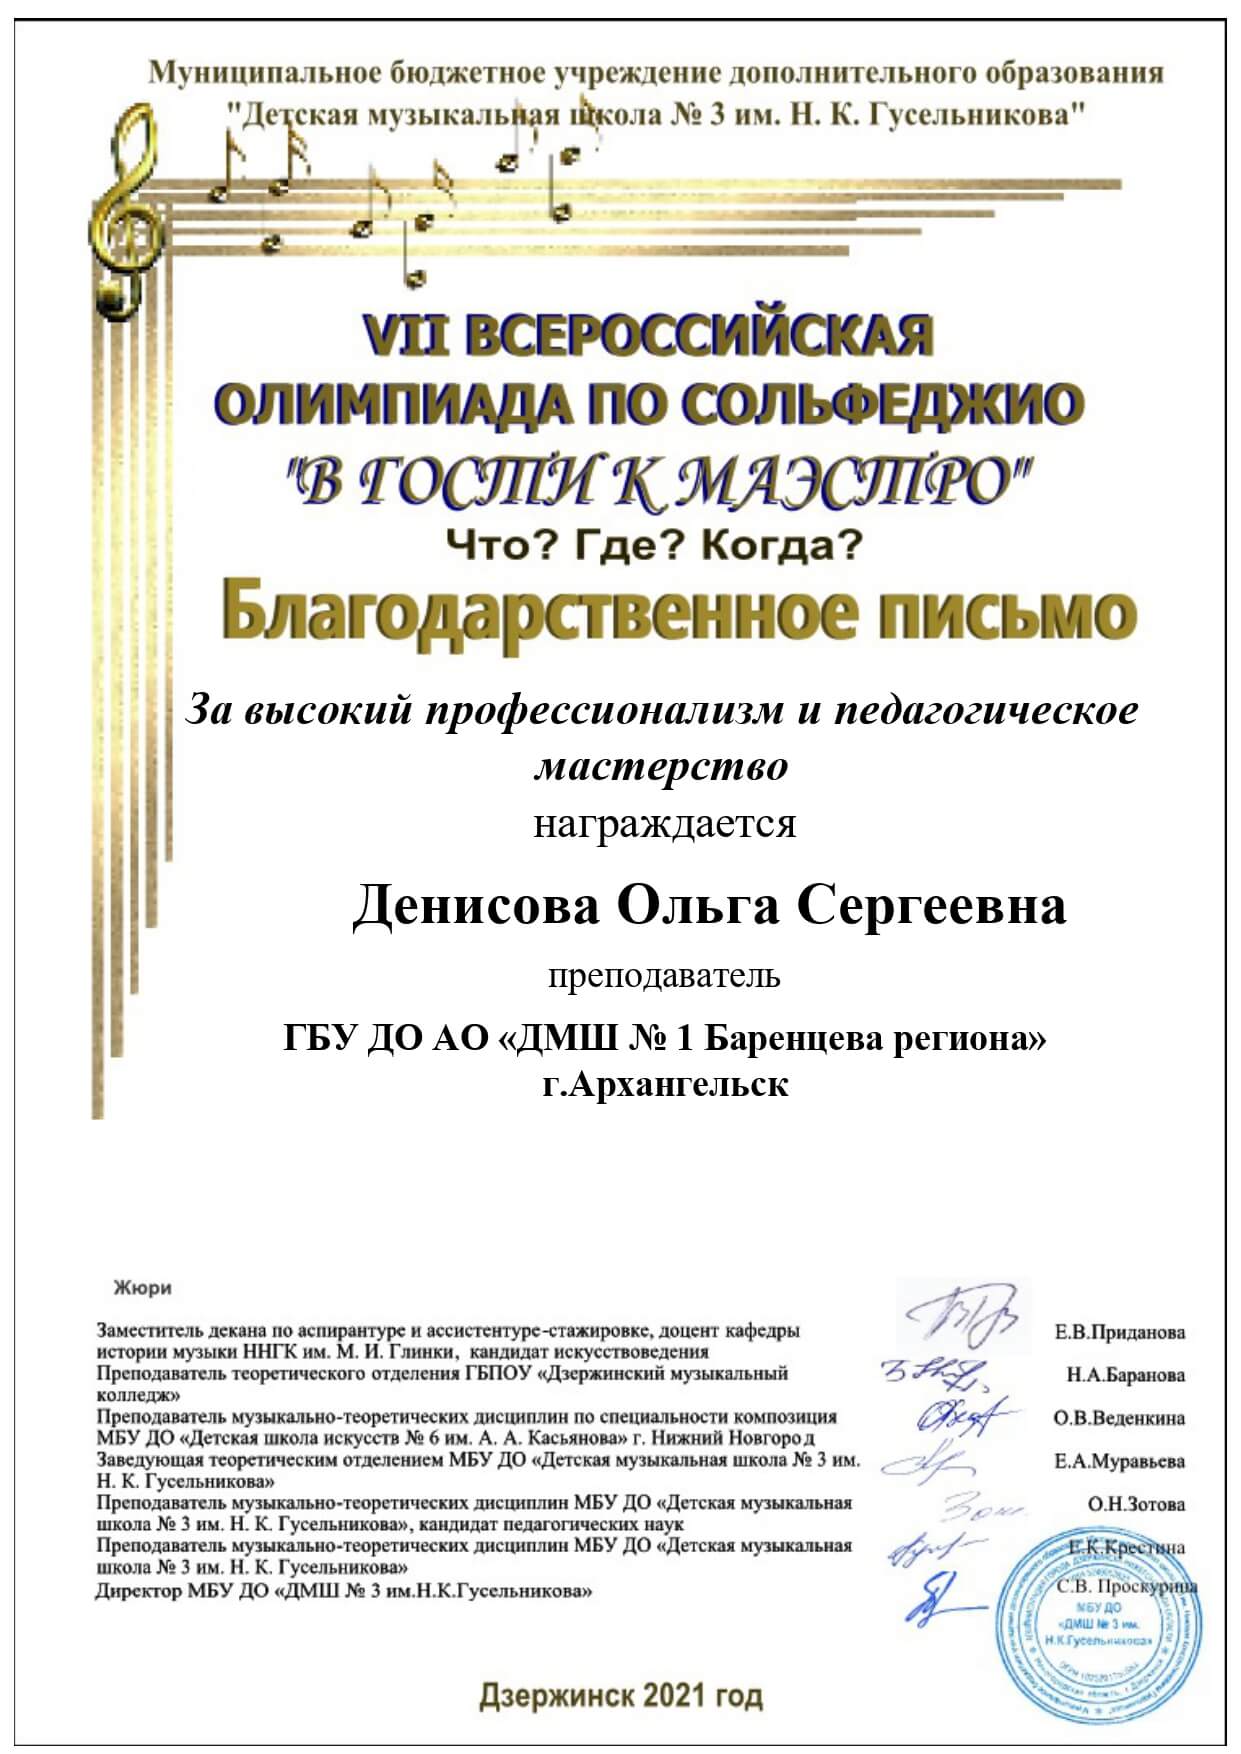 Муниципальное бюджетное учреждение дополнительного образования
"Детская музыкальная школа № 3 им. Н. К. Гусельникова"
VII ВСЕРОССИЙСКАЯ
ОЛИМПИАДА ПО СОЛЬФЕДЖИО
"В ГОСТИ К МАЭСТРО"
Что? Где? Когда?
Благодарственное письмо
За высокий профессионализм и педагогическое
мастерство
награждается
Денисова Ольга Сергеевна
преподаватель
ГБУ ДО АО «ДМШ № 1 Баренцева региона»
г.Архангельск
Жюри
Заместитель декана по аспирантуре и ассистентуре-стажировке, доцент кафедры
истории музыки ННГК им. М. И. Глинки, кандидат искусствоведения
Е.В.Приданова
Преподаватель теоретического отделения ГБПОУ «Дзержинский музыкальный
колледж»
Н.А.Баранова
Преподаватель музыкально-теоретических дисциплин по специальности композиция
МБУ ДО «Детская школа искусств № 6 им. А. А. Касьянова» г. Нижний Новгород
О.В.Веденкина
Заведующая теоретическим отделением МБУ ДО «Детская музыкальная школа № 3 им.
Н. К. Гусельникова»
Е.А.Муравьева
Преподаватель музыкально-теоретических дисциплин МБУ ДО «Детская музыкальная
школа № 3 им. Н. К. Гусельникова», кандидат педагогических наук
О.Н.Зотова
Преподаватель музыкально-теоретических дисциплин МБУ ДО «Детская музыкальная
школа № 3 им. Н. К. Гусельникова»
Е.К.Крестина
Директор МБУ ДО «ДМШ № 3 им.Н.К.Гусельникова»
С.В. Проскурина
МБУ ДО
«ДМШ № 3 им.
Н.К.Гусельникова»
Дзержинск 2021 год